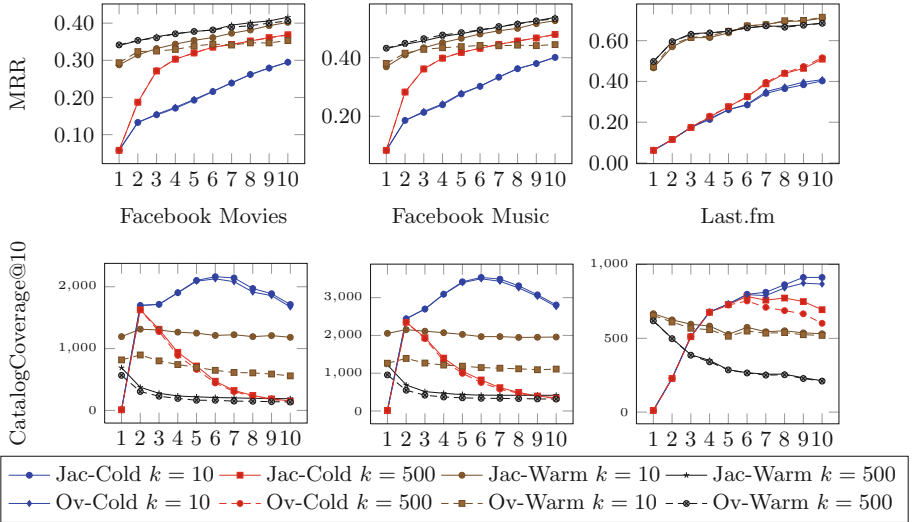 MRR
0.40
0.30
0.20
0.10
1 2 3 4 5 6 7 8 9 10
Facebook Movies
0.40
0.20
1 2 3 4 5 6 7 8 9 10
Facebook Music
0.60
0.40
0.20
0.00
1 2 3 4 5 6 7 8 9 10
Last.fm
CatalogCoverage@10
2,000
1,000
0
1 2 3 4 5 6 7 8 9 10
3,000
2,000
1,000
0
1 2 3 4 5 6 7 8 9 10
1,000
500
0
1 2 3 4 5 6 7 8 9 10
Jac-Cold k = 10 Jac-Cold k = 500 Jac-Warm k = 10 Jac-Warm k = 500
Ov-Cold k = 10 Ov-Cold k = 500 Ov-Warm k = 10 Ov-Warm k = 500